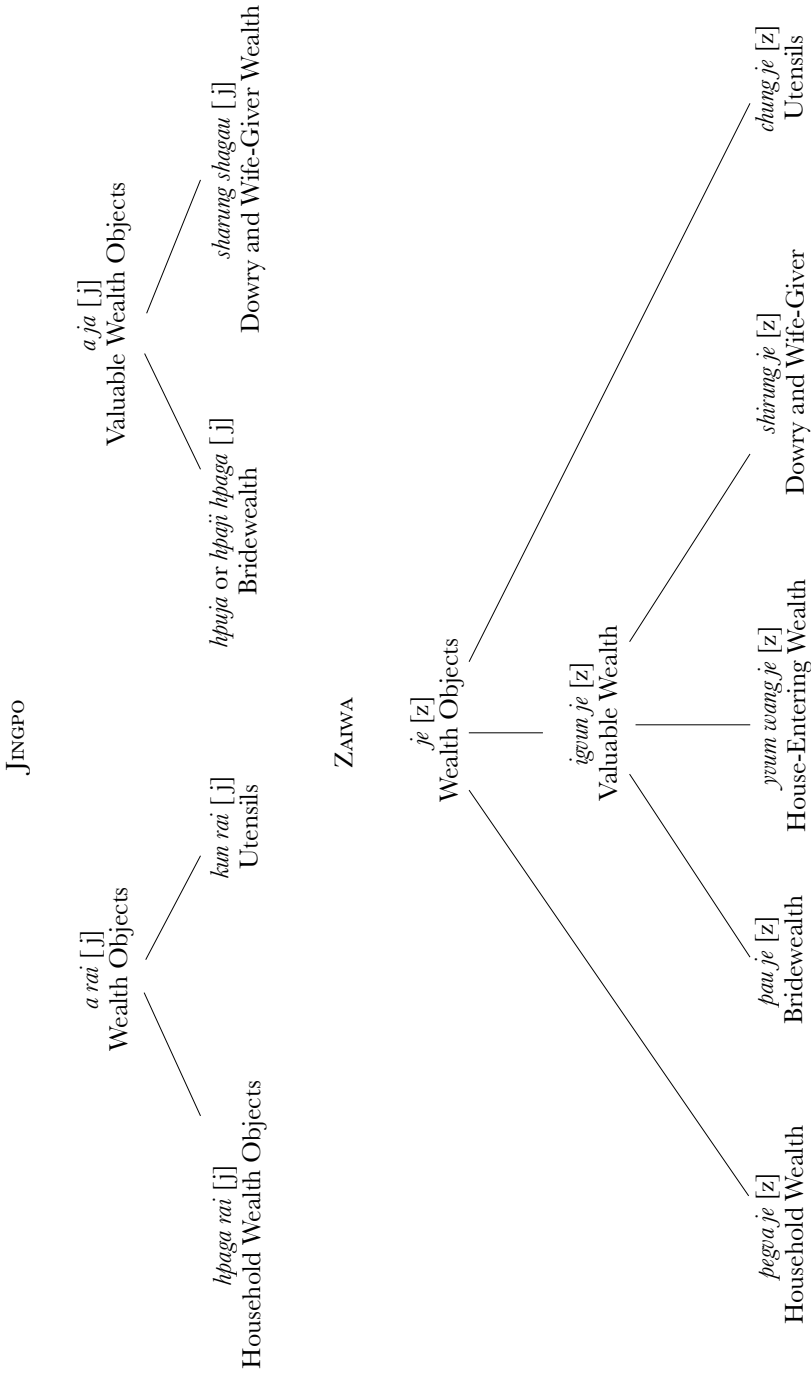 JINGPO
a rai [j]
Wealth Objects
a ja [j]
Valuable Wealth Objects
hpaga rai [j]
Household Wealth Objects
kun rai [j]
Utensils
hpuja or hpaji hpaga [j]
Bridewealth
sharung shagau [j]
Dowry and Wife-Giver Wealth
ZAIWA
je [z]
Wealth Objects
igvun je [z]
Valuable Wealth
pegva je [z]
Household Wealth
pau je [z]
Bridewealth
yvum wang je [z]
House-Entering Wealth
shirung je [z]
Dowry and Wife-Giver
chung je [z]
Utensils